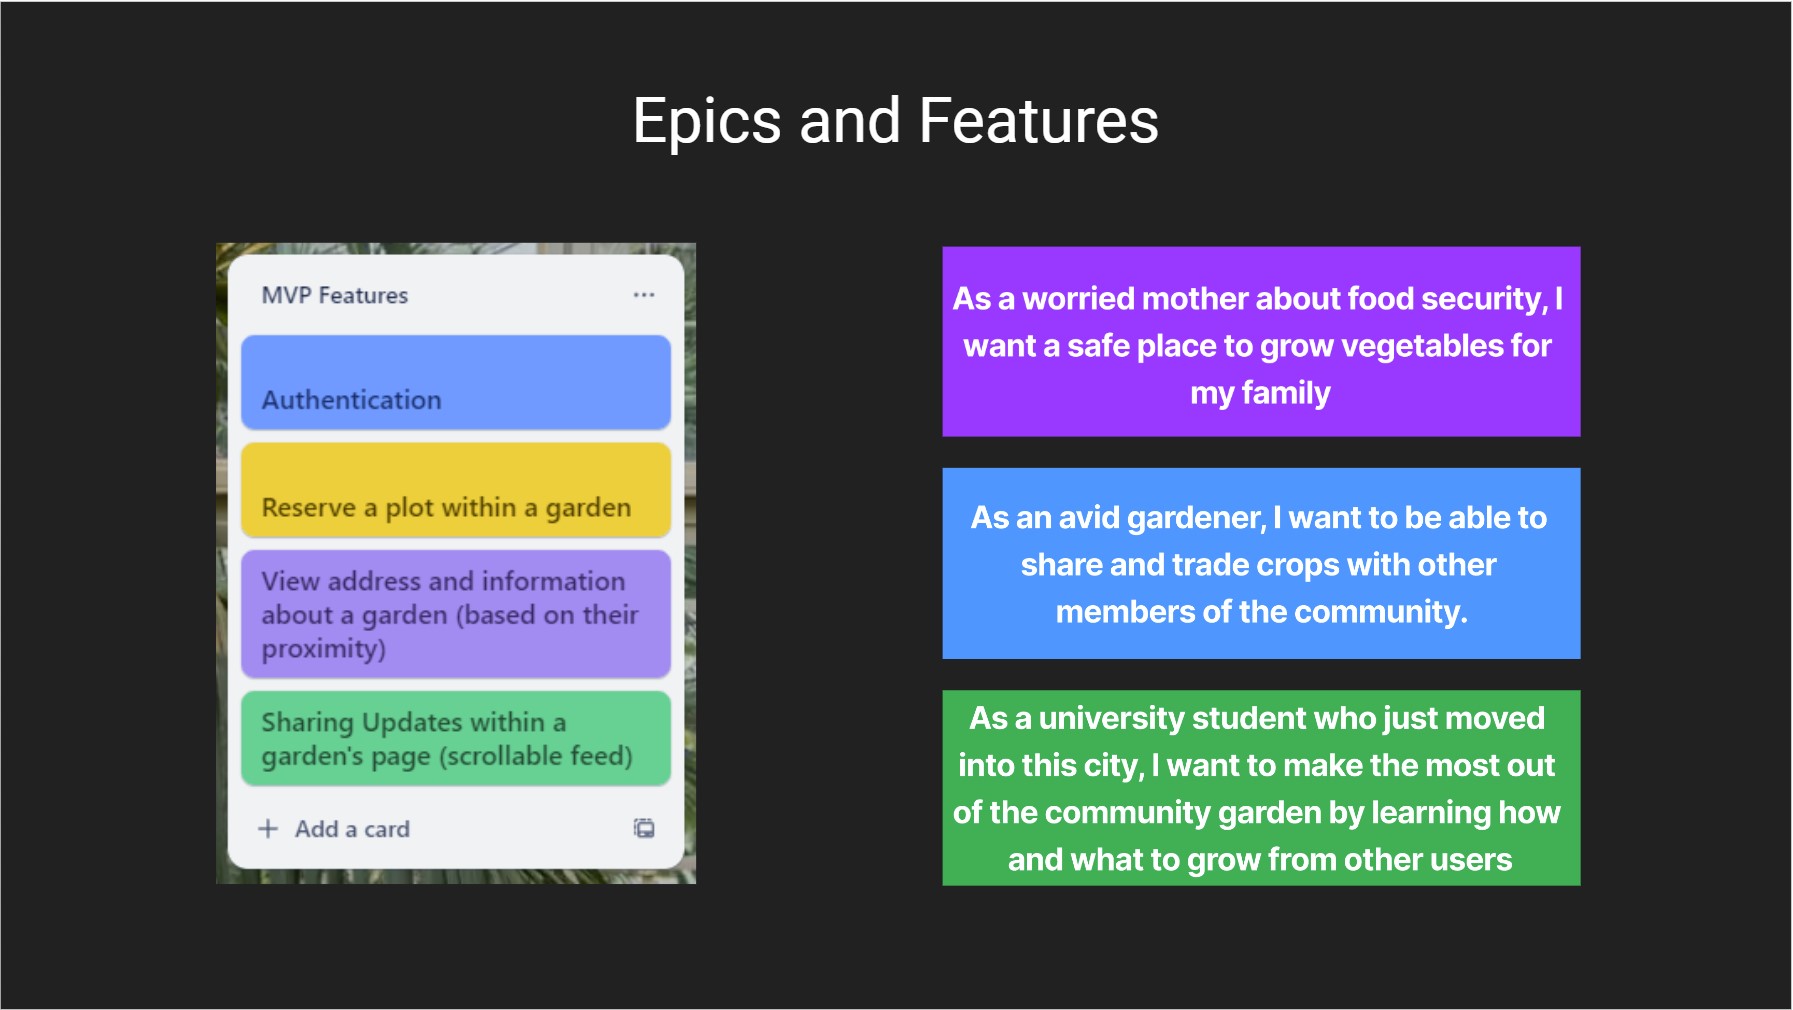 Epics and Features
MVP Features
Authentication
Reserve a plot within a garden
View address and information
about a garden (based on their
proximity)
Sharing Updates within a
garden's page (scrollable feed)
+ Add a card
As a worried mother about food security, I
want a safe place to grow vegetables for
my family
As an avid gardener, I want to be able to
share and trade crops with other
members of the community.
As a university student who just moved
into this city, I want to make the most out
of the community garden by learning how
and what to grow from other users